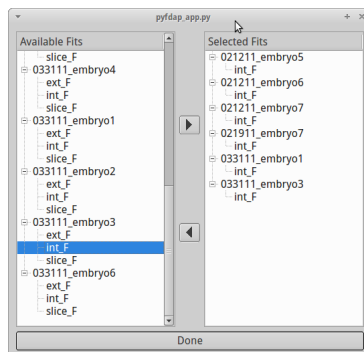 pyfdap_app.py
Available Fits
slice_F
033111_embryo4
ext_F
int_F
slice_F
033111_embryo1
ext_F
int_F
slice_F
033111_embryo2
ext_F
int_F
slice_F
033111_embryo3
ext_F
int_F
slice_F
033111_embryo6
ext_F
int_F
slice_F
Selected Fits
021211_embryo5
int_F
021211_embryo6
int_F
021211_embryo7
int_F
021911_embryo7
int_F
033111_embryo1
int_F
033111_embryo3
int_F
Done